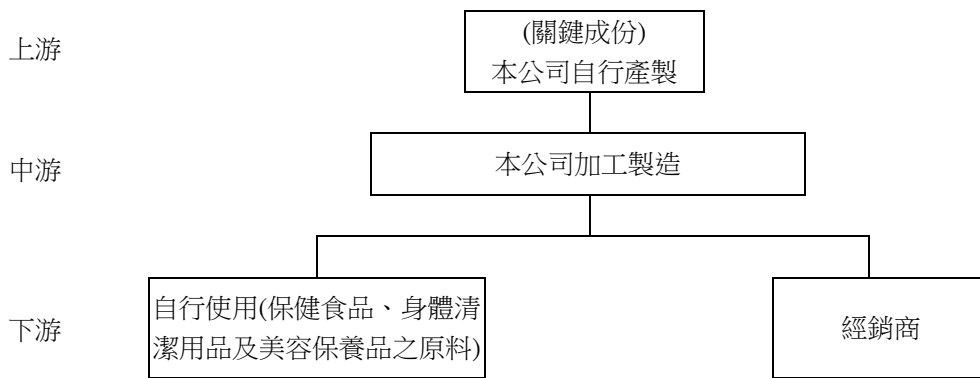 上游
(關鍵成份)
本公司自行產製
中游
本公司加工製造
下游
自行使用(保健食品、身體清
潔用品及美容保養品之原料)
經銷商